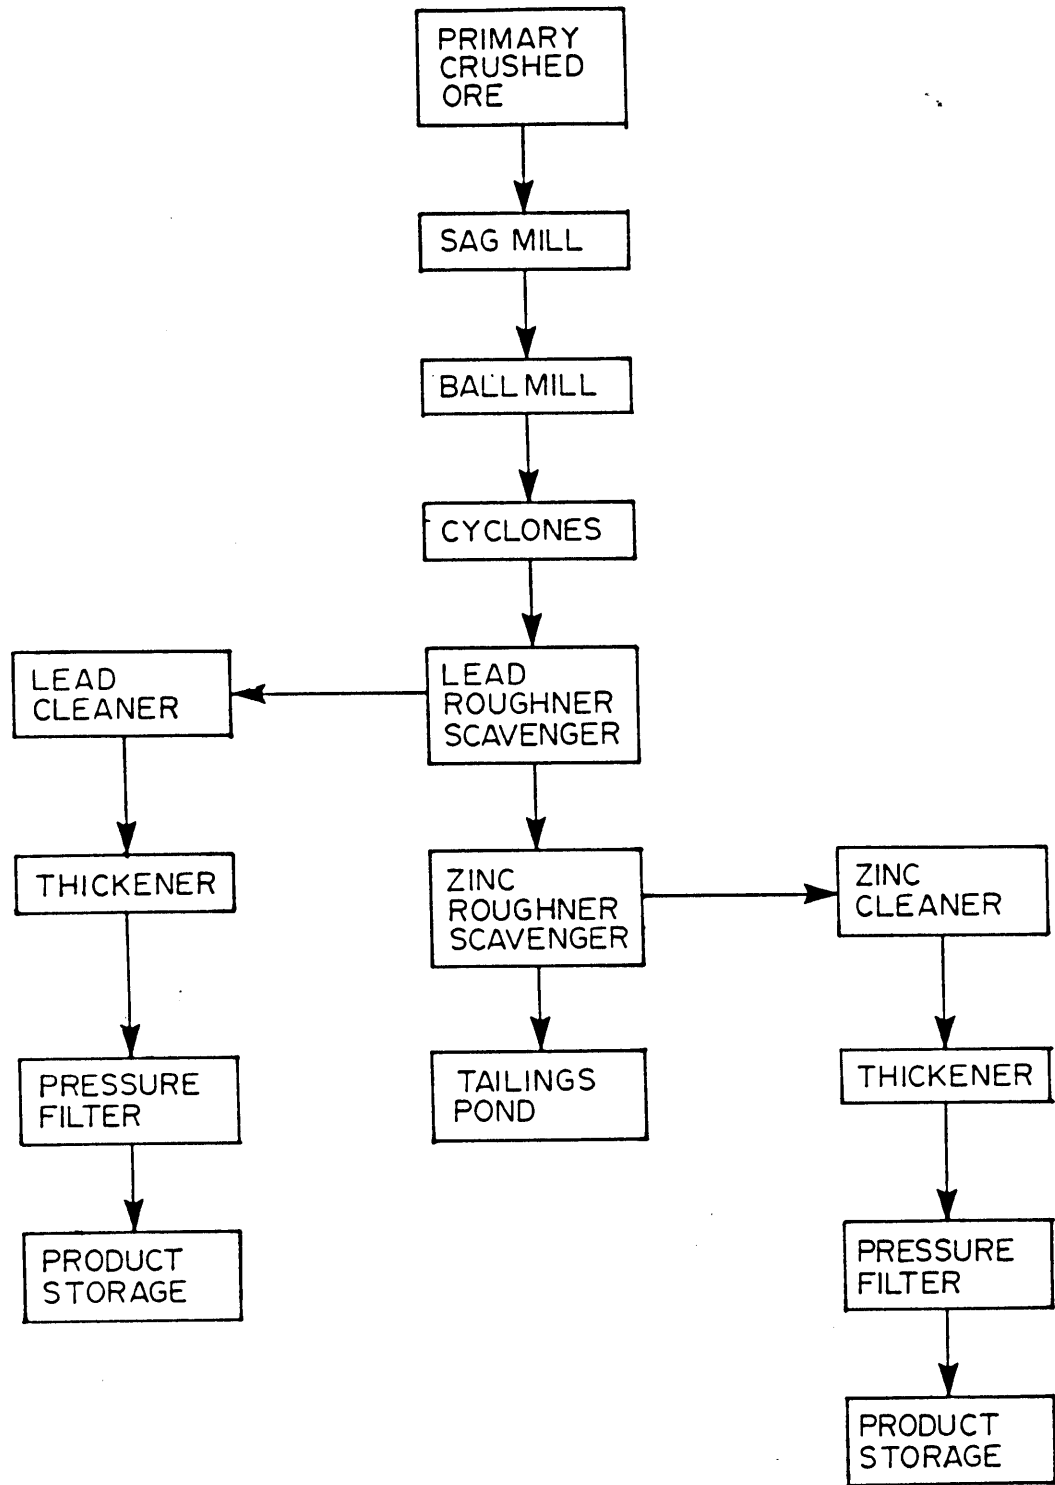 PRIMARY
CRUSHED
ORE
SAG MILL
BALL MILL
CYCLONES
LEAD
CLEANER
LEAD
ROUGHNER
SCAVENGER
THICKENER
ZINC
ROUGHNER
SCAVENGER
ZINC
CLEANER
PRESSURE
FILTER
TAILINGS
POND
THICKENER
PRODUCT
STORAGE
PRESSURE
FILTER
PRODUCT
STORAGE